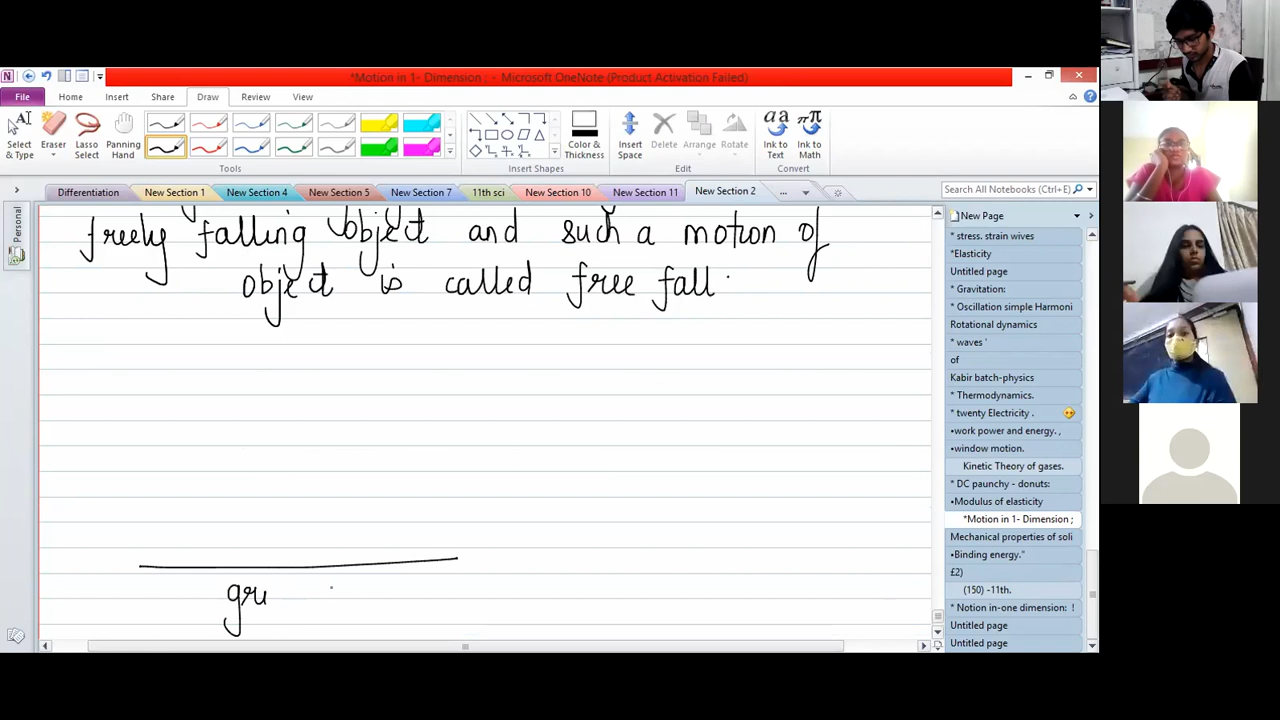 *Motion in 1- Dimension ; - Microsoft OneNote (Product Activation Failed)
File Home Insert Share Draw Review View
Select & Type
Eraser
Lasso Select
Panning Hand
Color & Thickness
Insert Space
Delete
Arrange
Rotate
Ink to Text
Ink to Math
Tools
Insert Shapes
Edit
Convert
Differentiation New Section 1 New Section 4 New Section 5 New Section 7 11th sci New Section 10 New Section 11 New Section 2 ...
Search All Notebooks (Ctrl+E)
Personal
freely falling object and such a motion of
object is called free fall .
gru
New Page
* stress. strain wives
*Elasticity
Untitled page
* Gravitation:
* Oscillation simple Harmoni
Rotational dynamics
* waves '
of
Kabir batch-physics
* Thermodynamics.
* twenty Electricity .
•work power and energy. ,
•window motion.
Kinetic Theory of gases.
* DC paunchy - donuts:
•Modulus of elasticity
*Motion in 1- Dimension ;
Mechanical properties of soli
•Binding energy."
£2)
(150) -11th.
* Notion in-one dimension: !
Untitled page
Untitled page